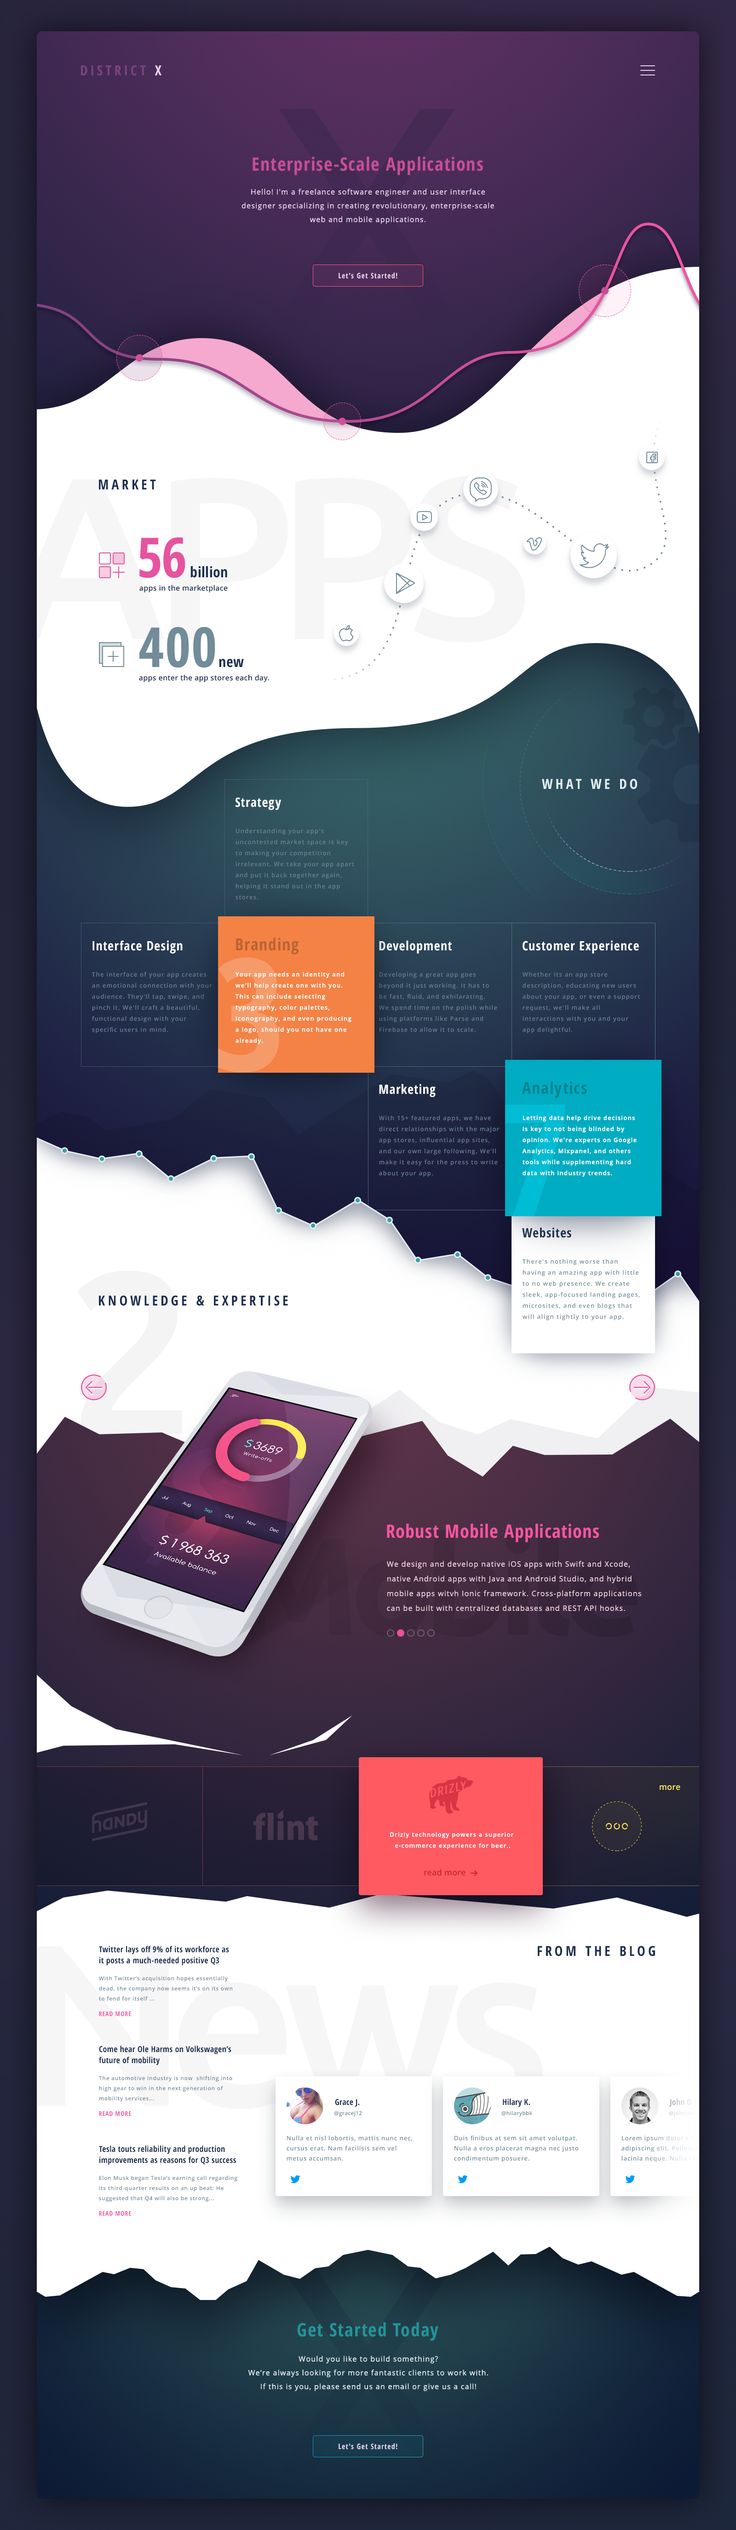 DISTRICT X
X
Enterprise-Scale Applications
Hello! I'm a freelance software engineer and user interface
designer specializing in creating revolutionary, enterprise-scale
web and mobile applications.
Let's Get Started!
APPS
MARKET
56 billion
apps in the marketplace
400 new
apps enter the app stores each day.
WHAT WE DO
Strategy
Understanding your app's
uncontested market space is key
to making your competition
irrelevant. We take your app apart
and put it back together again,
helping it stand out in the app
stores.
Interface Design
The interface of your app creates
an emotional connection with your
audience. They'll tap, swipe, and
pinch it. We'll craft a beautiful,
functional design with your
specific users in mind.
3
Branding
Your app needs an identity and
we'll help create one with you.
This can include selecting
typography, color palettes,
iconography, and even producing
a logo, should you not have one
already.
Development
Developing a great app goes
beyond it just working. It has to
be fast, fluid, and exhilarating.
We spend time on the polish while
using platforms like Parse and
Firebase to allow it to scale.
Customer Experience
Whether its an app store
description, educating new users
about your app, or even a support
request, we'll make all
interactions with you and your
app delightful.
Marketing
With 15+ featured apps, we have
direct relationships with the major
app stores, influential app sites,
and our own large following. We'll
make it easy for the press to write
about your app.
7
Analytics
Letting data help drive decisions
is key to not being blinded by
opinion. We're experts on Google
Analytics, Mixpanel, and others
tools while supplementing hard
data with industry trends.
Websites
There's nothing worse than
having an amazing app with little
to no web presence. We create
sleek, app-focused landing pages,
microsites, and even blogs that
will align tightly to your app.
2
KNOWLEDGE & EXPERTISE
$3689
Write-offs
Jul Aug Sep Oct Nov Dec
$1 968 363
Available balance
Robust Mobile Applications
We design and develop native iOS apps with Swift and Xcode,
native Android apps with Java and Android Studio, and hybrid
mobile apps witvh Ionic framework. Cross-platform applications
can be built with centralized databases and REST API hooks.
HANDY
flint
DRIZLY
Drizly technology powers a superior
e-commerce experience for beer..
read more
more
News
FROM THE BLOG
Twitter lays off 9% of its workforce as
it posts a much-needed positive Q3
With Twitter's acquisition hopes essentially
dead, the company now seems it's on its own
to fend for itself ...
READ MORE
Come hear Ole Harms on Volkswagen's
future of mobility
The automotive industry is now shifting into
high gear to win in the next generation of
mobility services...
READ MORE
Tesla touts reliability and production
improvements as reasons for Q3 success
Elon Musk began Tesla's earning call regarding
its third-quarter results on an up beat: He
suggested that Q4 will also be strong...
READ MORE
Grace J.
@gracej12
Nulla et nisl lobortis, mattis nunc nec,
cursus erat. Nam facilisis sem vel
metus accumsan.
Hilary K.
@hilarybbk
Duis finibus at sem sit amet volutpat.
Nulla a eros placerat magna nec justo
condimentum posuere.
John D
Lorem ipsum dolor
adipiscing elit.
lacinia neque.
X
Get Started Today
Would you like to build something?
We're always looking for more fantastic clients to work with.
If this is you, please send us an email or give us a call!
Let's Get Started!